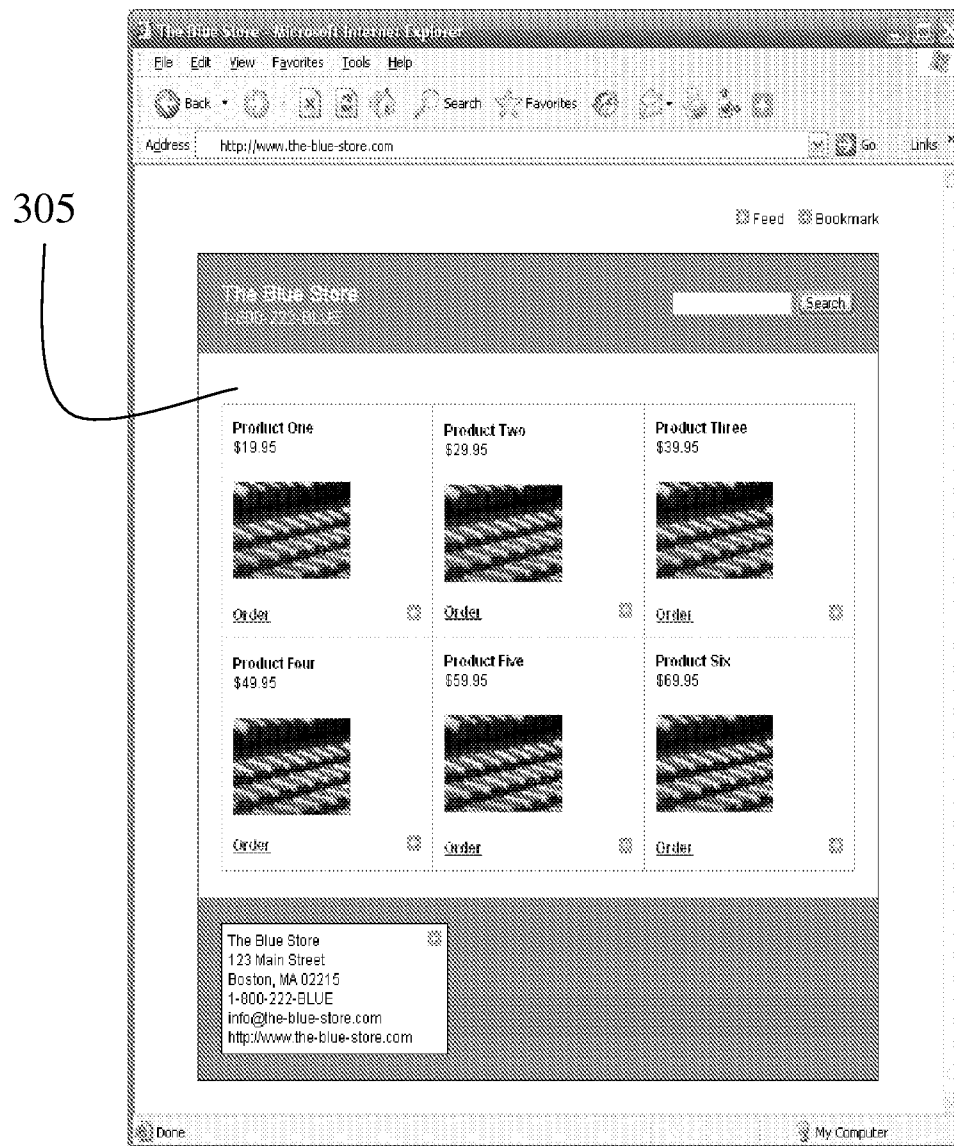 The Blue Store - Microsoft Internet Explorer
File Edit View Favorites Tools Help
Back Search Favorites
Address http://www.the-blue-store.com Go Links
305
Feed Bookmark
The Blue Store
1-800-222-BLUE
Search
Product One
$19.95
Order
Product Two
$29.95
Order
Product Three
$39.95
Order
Product Four
$49.95
Order
Product Five
$59.95
Order
Product Six
$69.95
Order
The Blue Store
123 Main Street
Boston, MA 02215
1-800-222-BLUE
info@the-blue-store.com
http://www.the-blue-store.com
Done My Computer